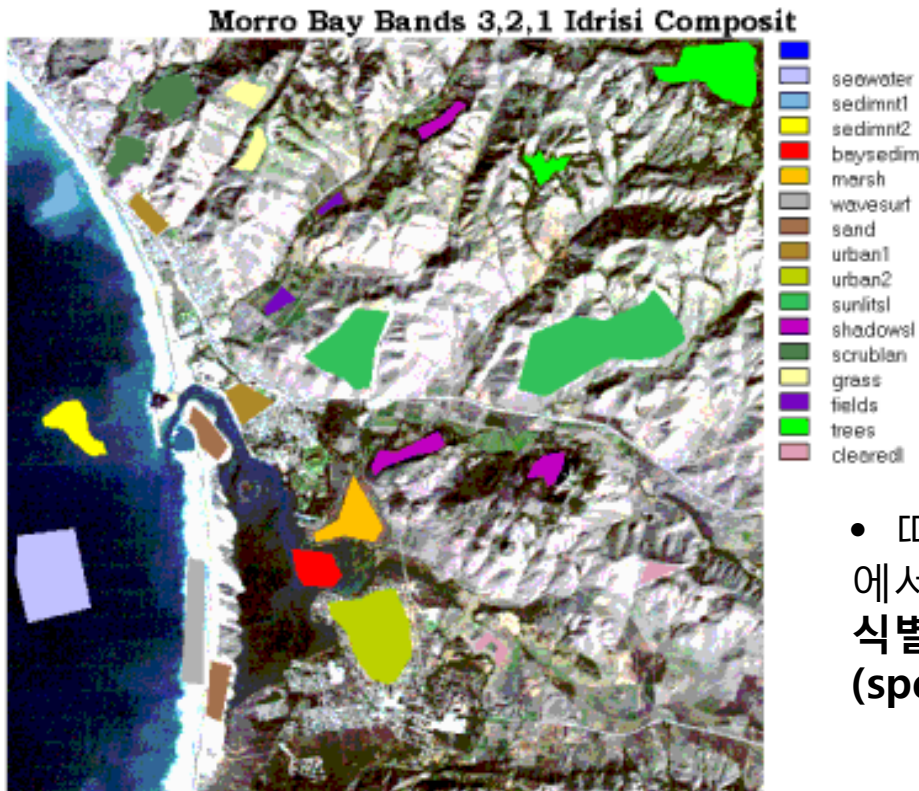 Morro Bay Bands 3,2,1 Idrisi Composit
seawater
sedimnt1
sedimnt2
baysedim
marsh
wavesurf
sand
urban1
urban2
sunlitsl
shadowsl
scrublan
grass
fields
trees
clearedl
•
에서
식별
(spe